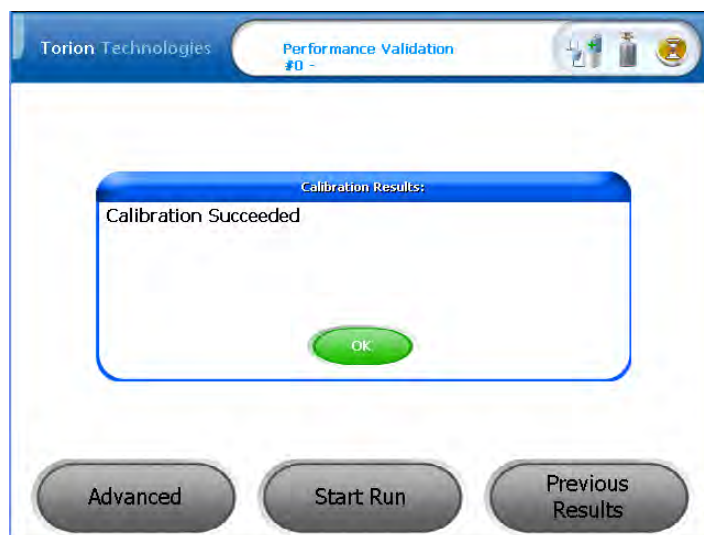 Torion Technologies
Performance Validation
#0 -
Calibration Results:
Calibration Succeeded
OK
Advanced
Start Run
Previous
Results